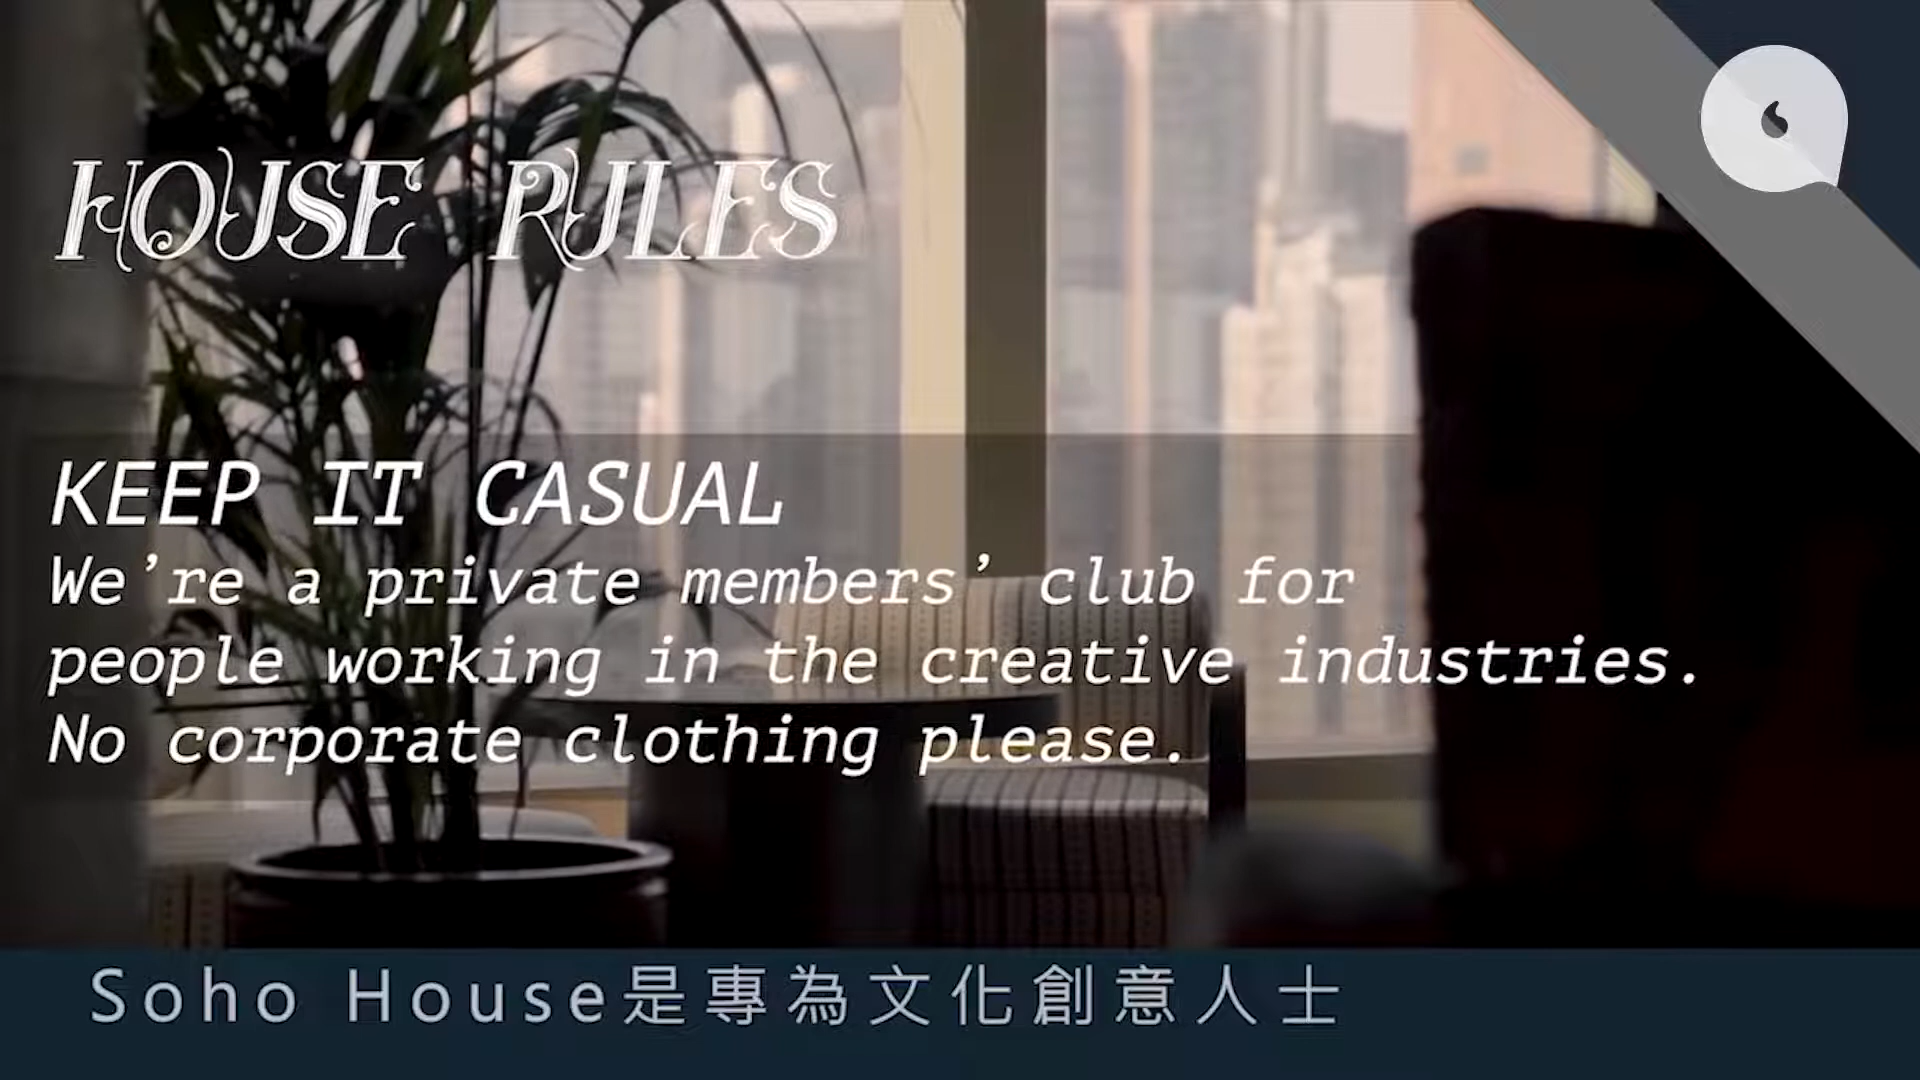 HOUSE RULES
KEEP IT CASUAL
We’re a private members’ club for
people working in the creative industries.
No corporate clothing please.
Soho House是專為文化創意人士